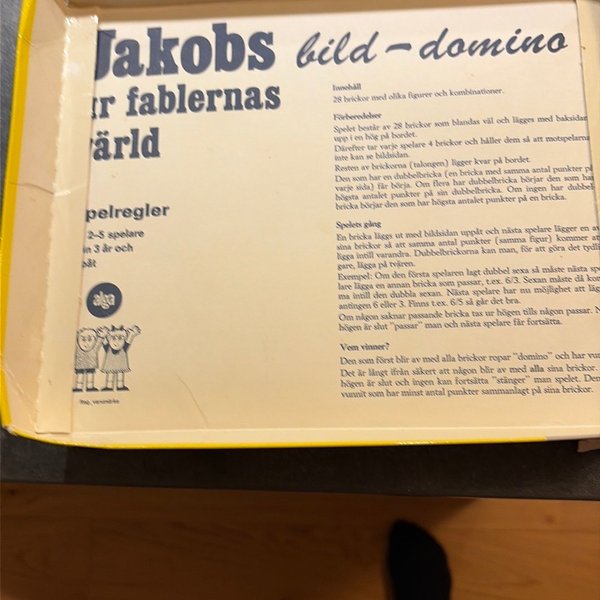 Jakobs bild-domino
ur fablernas
värld
pelregler
2-5 spelare
n 3 år och
åt
alga
Reg. varumärke
Innehåll
28 brickor med olika figurer och kombinationer.
Förberedelser
Spelet består av 28 brickor som blandas väl och lägges med baksidan
upp i en hög på bordet.
Därefter tar varje spelare 4 brickor och håller dem så att motspelarna
inte kan se bildsidan.
Resten av brickorna (talongen) ligger kvar på bordet.
Den som har en dubbelbricka (en bricka med samma antal punkter på
varje sida) får börja. Om flera har dubbelbricka börjar den som har
högsta antalet punkter på sin dubbelbricka. Om ingen har dubbel-
bricka börjar den som har högsta antalet punkter på en bricka.
Spelets gång
En bricka läggs ut med bildsidan uppåt och nästa spelare lägger en av
sina brickor så att samma antal punkter (samma figur) kommer att
ligga intill varandra. Dubbelbrickorna kan man, för att göra det tydli-
gare, lägga på tvären.
Exempel: Om den första spelaren lagt dubbel sexa så måste nästa spe-
lare lägga en annan bricka som passar, t.ex. 6/3. Sexan måste då kom-
ma intill den dubbla sexan. Nästa spelare har nu möjlighet att lägg
antingen 6 eller 3. Finns t.ex. 6/5 så går det bra.
Om någon saknar passande bricka tas ur högen tills någon passar. N
högen är slut "passar" man och nästa spelare får fortsätta.
Vem vinner?
Den som först blir av med alla brickor ropar "domino" och har vun
Det är långt ifrån säkert att någon blir av med alla sina brickor.
högen är slut och ingen kan fortsätta "stänger" man spelet. Den
vunnit som har minst antal punkter sammanlagt på sina brickor.